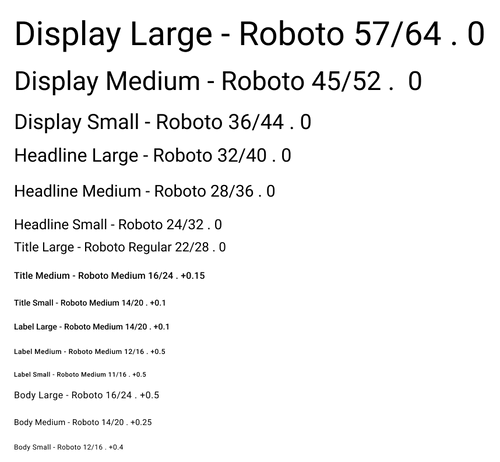 Display Large - Roboto 57/64 . 0
Display Medium - Roboto 45/52 .  0
Display Small - Roboto 36/44 . 0
Headline Large - Roboto 32/40 . 0
Headline Medium - Roboto 28/36 . 0
Headline Small - Roboto 24/32 . 0
Title Large - Roboto Regular 22/28 . 0
Title Medium - Roboto Medium 16/24 . +0.15
Title Small - Roboto Medium 14/20 . +0.1
Label Large - Roboto Medium 14/20 . +0.1
Label Medium - Roboto Medium 12/16 . +0.5
Label Small - Roboto Medium 11/16 . +0.5
Body Large - Roboto 16/24 . +0.5
Body Medium - Roboto 14/20 . +0.25
Body Small - Roboto 12/16 . +0.4